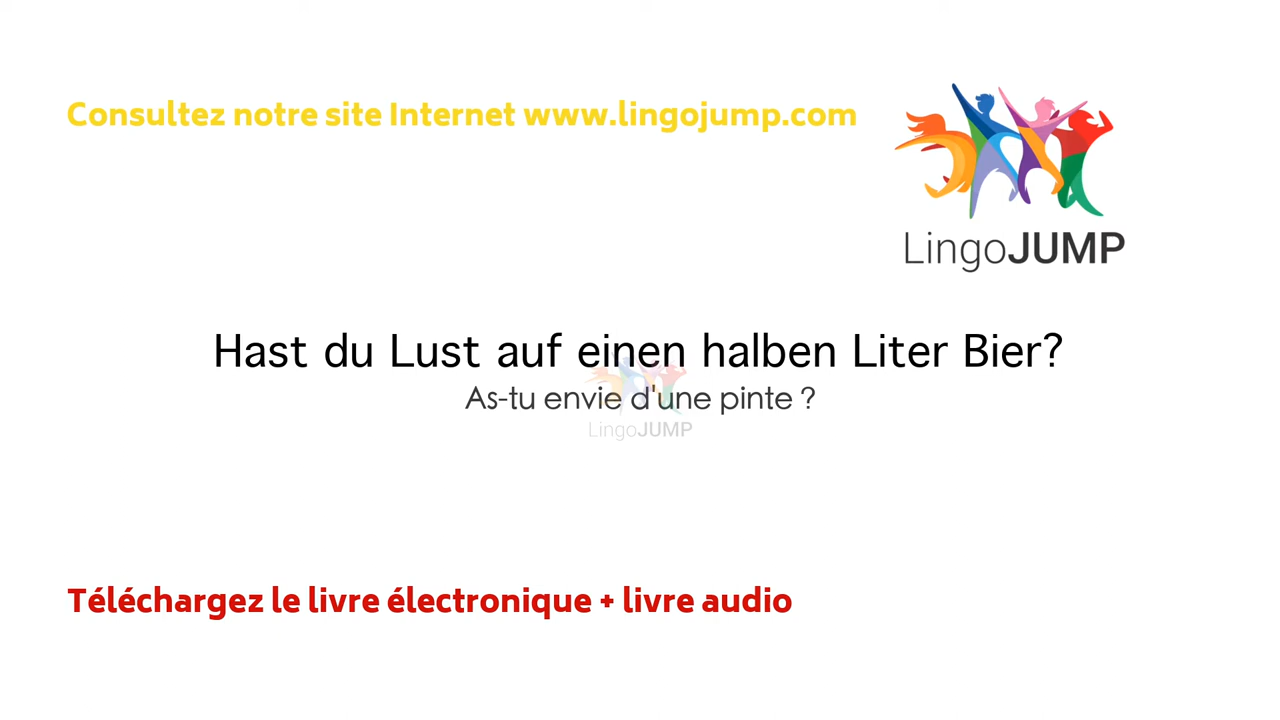 Consultez notre site Internet www.lingojump.com
LingoJUMP
Hast du Lust auf einen halben Liter Bier?
As-tu envie d'une pinte ?
LingoJUMP
Téléchargez le livre électronique + livre audio